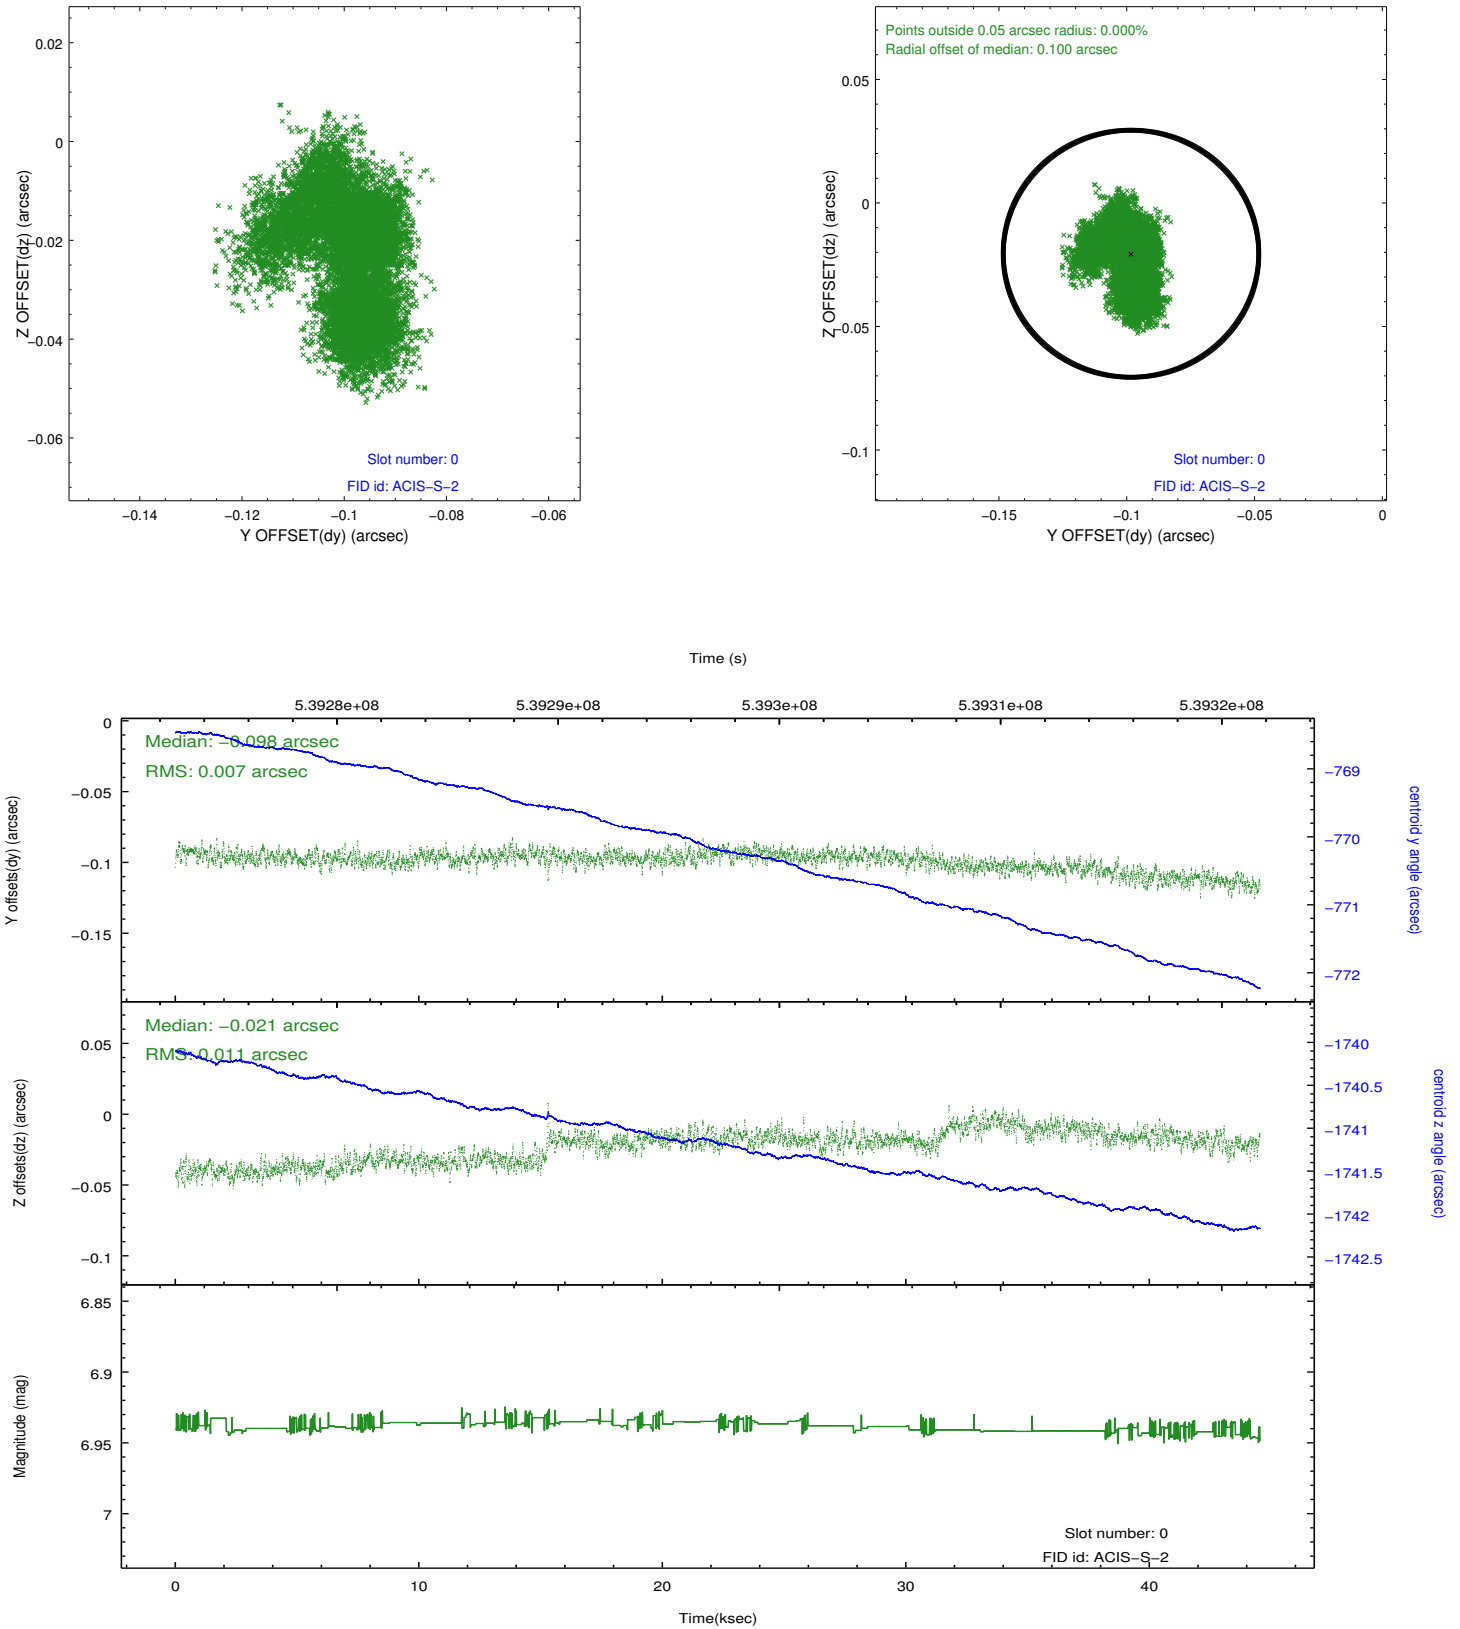 0.02
0
−0.02
−0.04
−0.06
Z OFFSET(dz) (arcsec)
Slot number: 0
FID id: ACIS−S−2
−0.14 −0.12 −0.1 −0.08 −0.06
Y OFFSET(dy) (arcsec)
Points outside 0.05 arcsec radius: 0.000%
Radial offset of median: 0.100 arcsec
0.05
0
−0.05
−0.1
Z OFFSET(dz) (arcsec)
Slot number: 0
FID id: ACIS−S−2
−0.15 −0.1 −0.05 0
Y OFFSET(dy) (arcsec)
Time (s)
5.3928e+08 5.3929e+08 5.393e+08 5.3931e+08 5.3932e+08
Median: −0.098 arcsec
RMS: 0.007 arcsec
0
−0.05
−0.1
−0.15
Y offsets(dy) (arcsec)
−769
−770
−771
−772
centroid y angle (arcsec)
Median: −0.021 arcsec
RMS: 0.011 arcsec
0.05
0
−0.05
−0.1
Z offsets(dz) (arcsec)
−1740
−1740.5
−1741
−1741.5
−1742
−1742.5
centroid z angle (arcsec)
6.85
6.9
6.95
7
Magnitude (mag)
Slot number: 0
FID id: ACIS−S−2
0 10 20 30 40
Time(ksec)